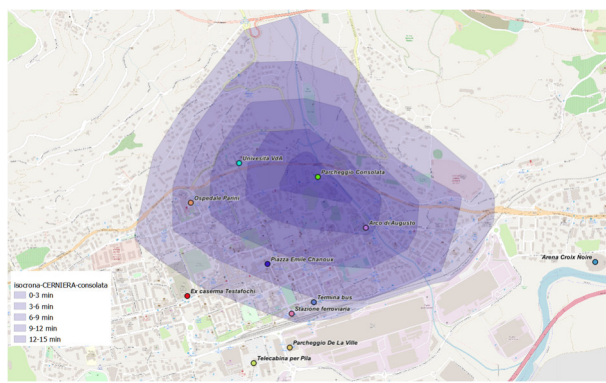 Univesità VdA
Parcheggio Consolata
Ospedale Parini
Arco di Augusto
Piazza Emile Chanoux
Arena Croix Noire
isocrona-CERNIERA-consolata
0-3 min
3-6 min
6-9 min
9-12 min
12-15 min
Ex caserma Testafochi
Termina bus
Stazione ferroviaria
Parcheggio De La Ville
Telecabina per Pila